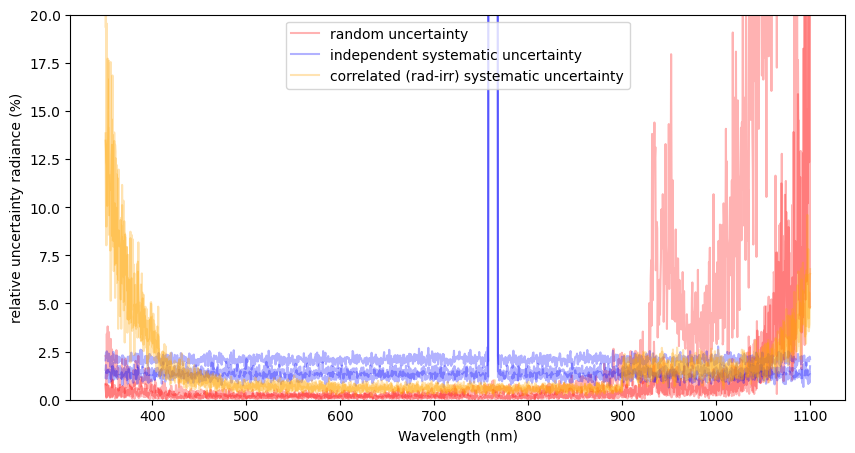 random uncertainty
independent systematic uncertainty
correlated (rad-irr) systematic uncertainty
relative uncertainty radiance (%)
20.0
17.5
15.0
12.5
10.0
7.5
5.0
2.5
0.0
400 500 600 700 800 900 1000 1100
Wavelength (nm)